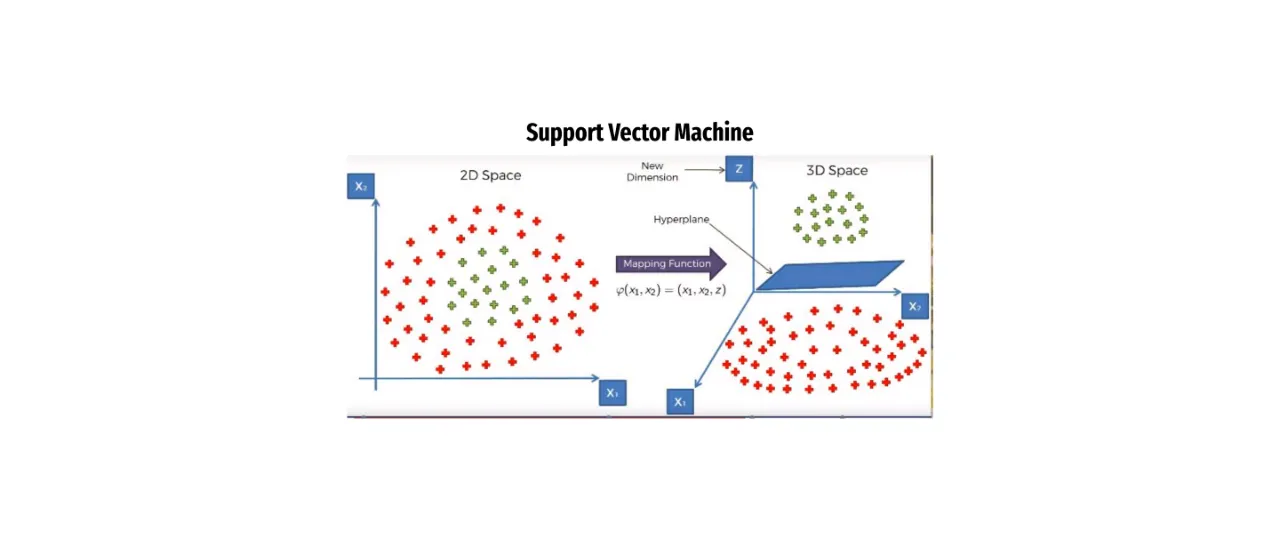 Support Vector Machine
2D Space
X₂
X₁
New
Dimension
Z
3D Space
Hyperplane
Mapping Function
φ(x₁, x₂) = (x₁, x₂, z)
X₂
X₁